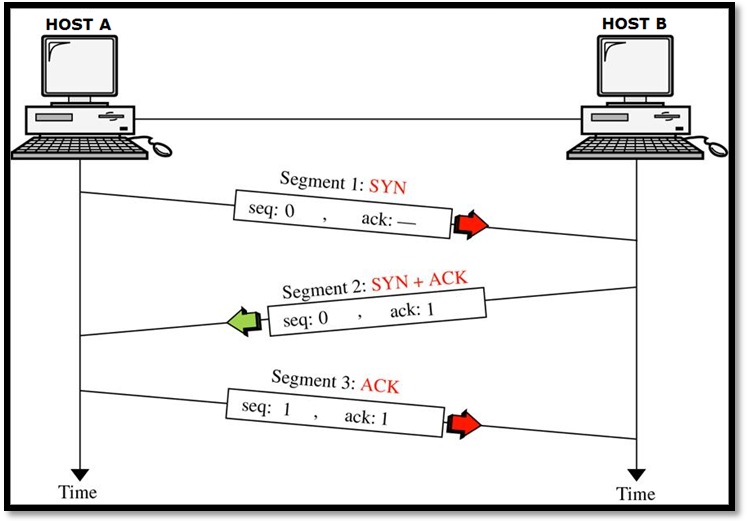 HOST A
HOST B
Segment 1: SYN
seq: 0 , ack: —
Segment 2: SYN + ACK
seq: 0 , ack: 1
Segment 3: ACK
seq: 1 , ack: 1
Time
Time